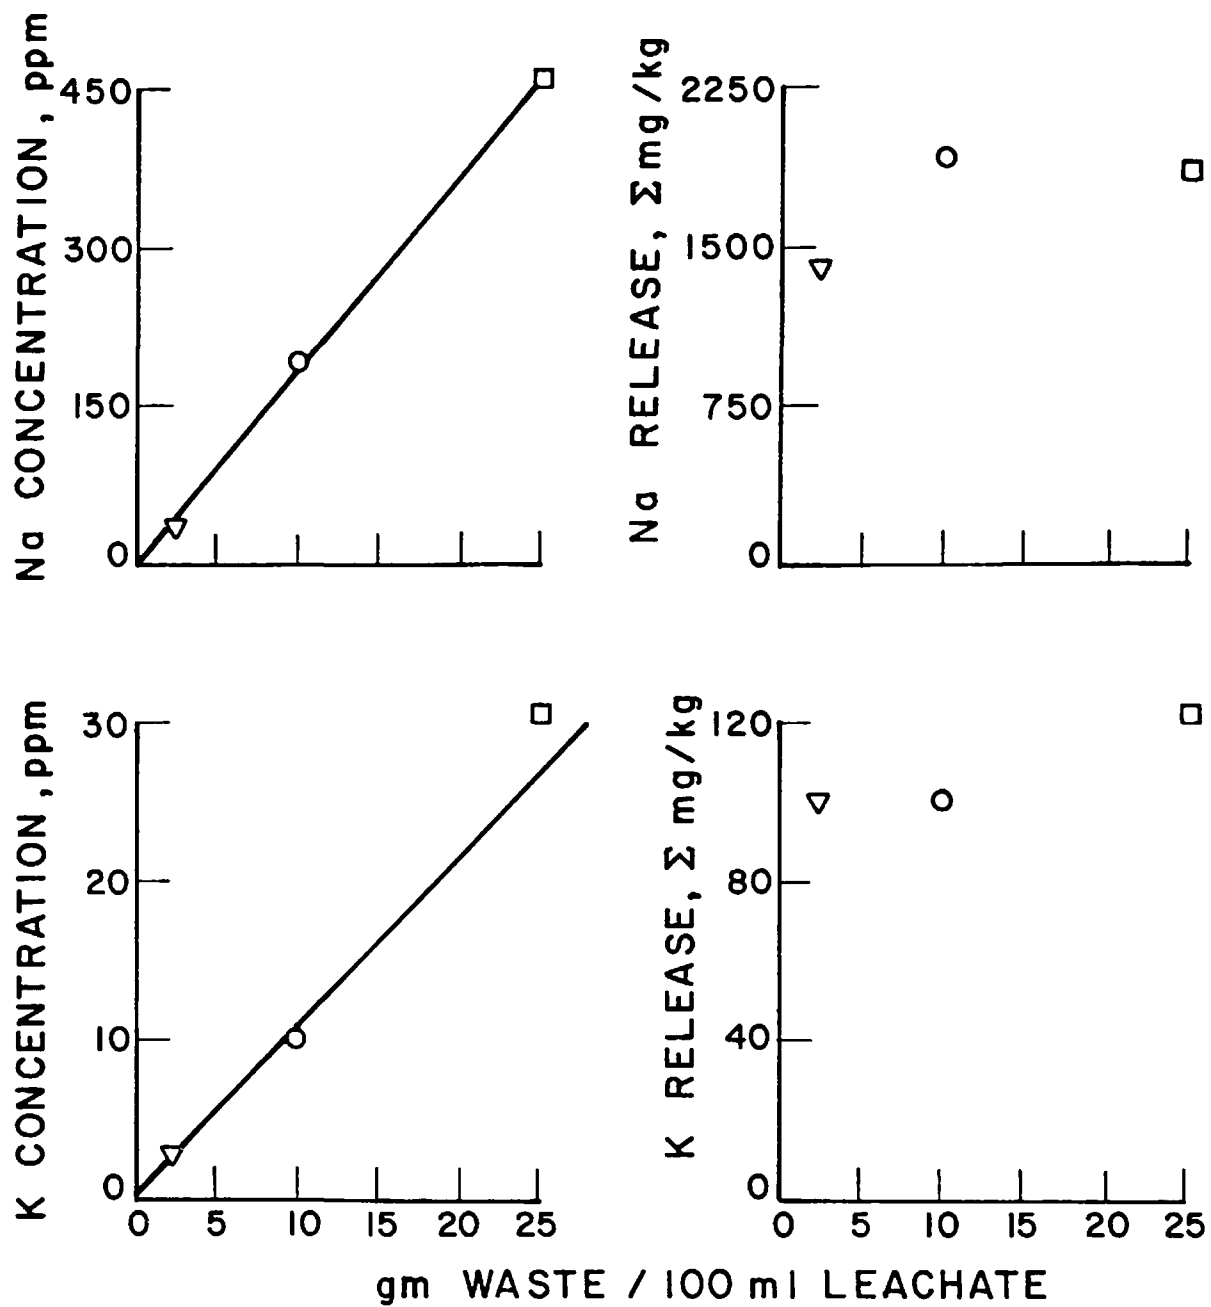 Na CONCENTRATION, ppm
450
300
150
0
Na RELEASE, Σmg/kg
2250
1500
750
0
K CONCENTRATION, ppm
30
20
10
0
0 5 10 15 20 25
K RELEASE, Σ mg/kg
120
80
40
0
0 5 10 15 20 25
gm WASTE / 100 ml LEACHATE